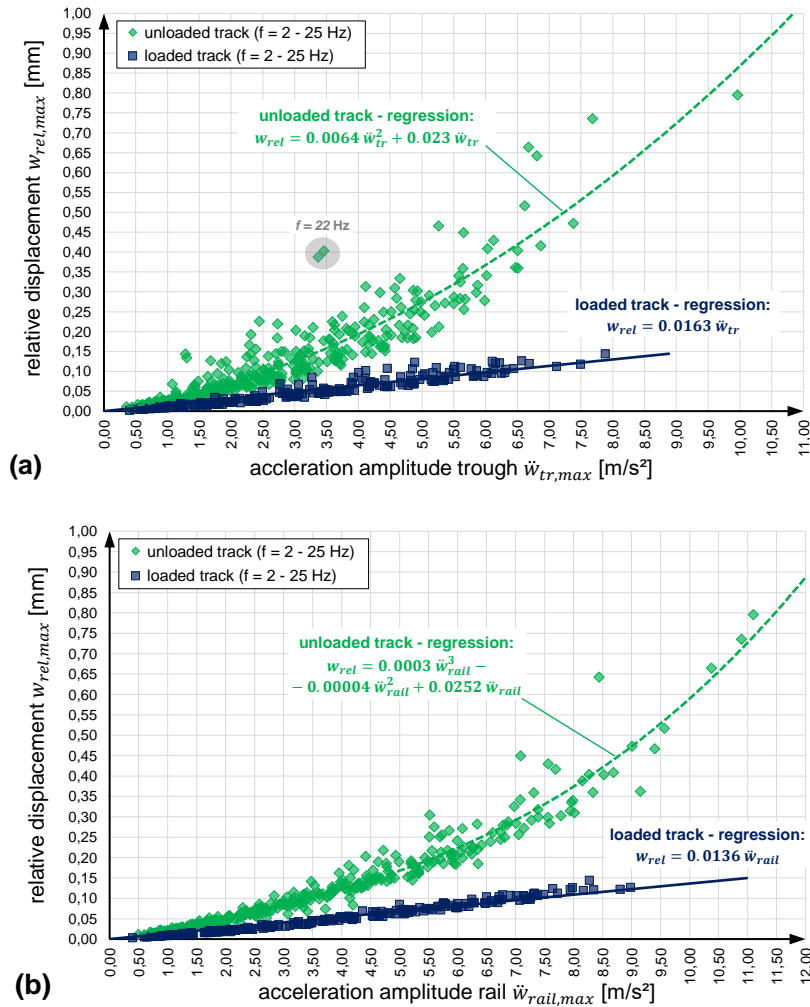 1,00
0,95
0,90
0,85
0,80
0,75
0,70
0,65
0,60
0,55
0,50
0,45
0,40
0,35
0,30
0,25
0,20
0,15
0,10
0,05
0,00
relative displacement w_rel,max [mm]
unloaded track (f = 2 - 25 Hz)
loaded track (f = 2 - 25 Hz)
unloaded track - regression:
w_rel = 0.0064 ẅ²_tr + 0.023 ẅ_tr
f = 22 Hz
loaded track - regression:
w_rel = 0.0163 ẅ_tr
0,00 0,50 1,00 1,50 2,00 2,50 3,00 3,50 4,00 4,50 5,00 5,50 6,00 6,50 7,00 7,50 8,00 8,50 9,00 9,50 10,00 10,50 11,00
(a)
accleration amplitude trough ẅ_tr,max [m/s²]
1,00
0,95
0,90
0,85
0,80
0,75
0,70
0,65
0,60
0,55
0,50
0,45
0,40
0,35
0,30
0,25
0,20
0,15
0,10
0,05
0,00
relative displacement w_rel,max [mm]
unloaded track (f = 2 - 25 Hz)
loaded track (f = 2 - 25 Hz)
unloaded track - regression:
w_rel = 0.0003 ẅ³_rail −
− 0.00004 ẅ²_rail + 0.0252 ẅ_rail
loaded track - regression:
w_rel = 0.0136 ẅ_rail
0,00 0,50 1,00 1,50 2,00 2,50 3,00 3,50 4,00 4,50 5,00 5,50 6,00 6,50 7,00 7,50 8,00 8,50 9,00 9,50 10,00 10,50 11,00 11,50 12,00
(b)
acceleration amplitude rail ẅ_rail,max [m/s²]